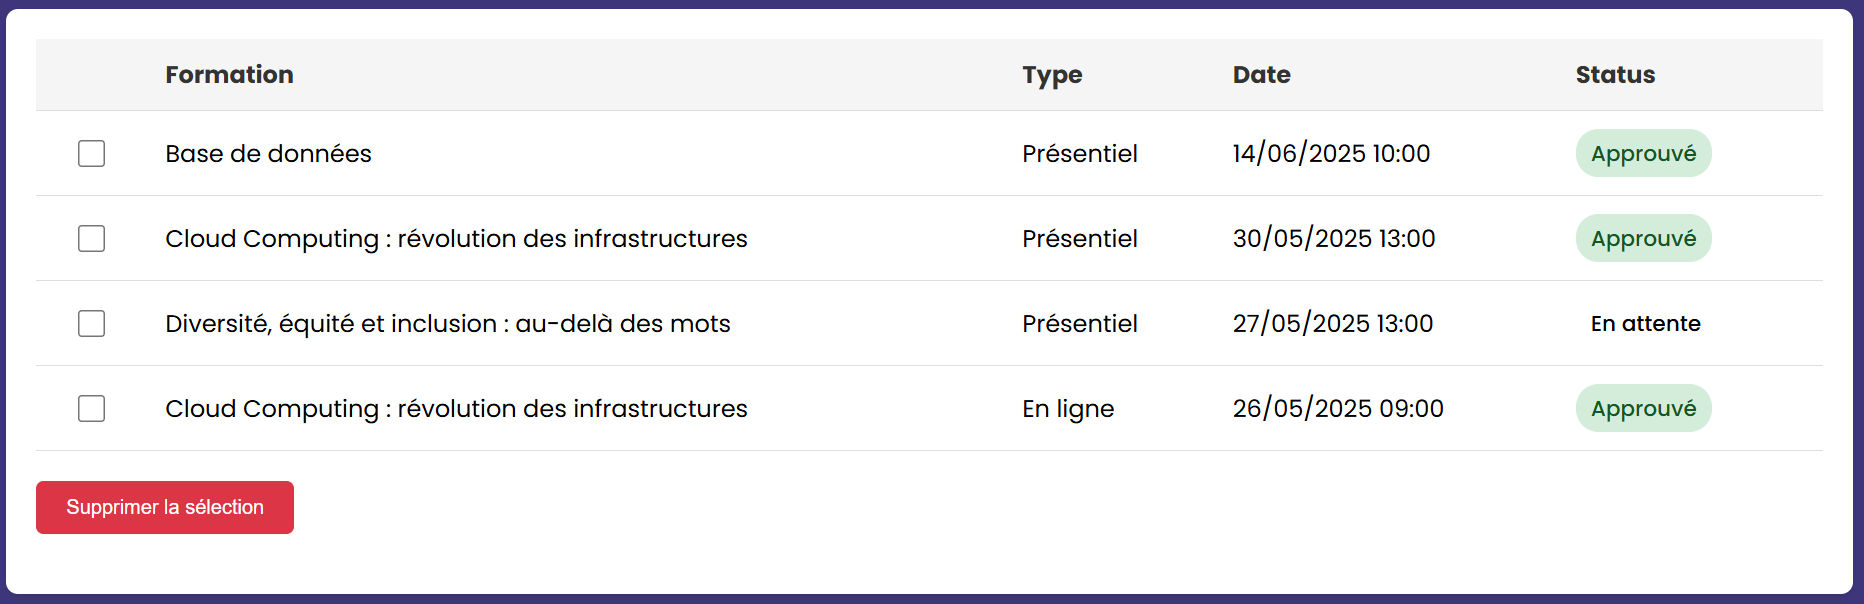 Formation Type Date Status
Base de données Présentiel 14/06/2025 10:00 Approuvé
Cloud Computing : révolution des infrastructures Présentiel 30/05/2025 13:00 Approuvé
Diversité, équité et inclusion : au-delà des mots Présentiel 27/05/2025 13:00 En attente
Cloud Computing : révolution des infrastructures En ligne 26/05/2025 09:00 Approuvé
Supprimer la sélection